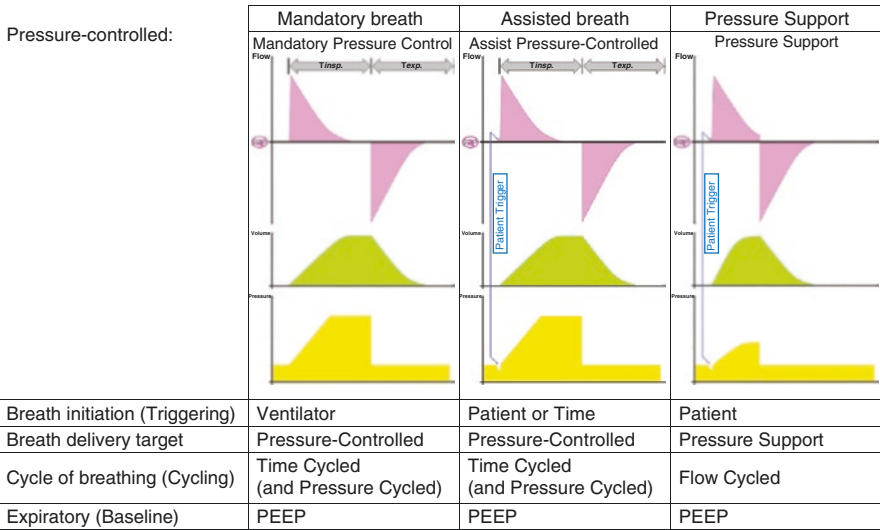 Pressure-controlled:
Mandatory breath
Assisted breath
Pressure Support
Mandatory Pressure Control
Assist Pressure-Controlled
Pressure Support
Flow
Tinsp.
Texp.
Flow
Tinsp.
Texp.
Flow
Patient Trigger
Patient Trigger
Volume
Volume
Volume
Pressure
Pressure
Pressure
Breath initiation (Triggering)
Ventilator
Patient or Time
Patient
Breath delivery target
Pressure-Controlled
Pressure-Controlled
Pressure Support
Cycle of breathing (Cycling)
Time Cycled
(and Pressure Cycled)
Time Cycled
(and Pressure Cycled)
Flow Cycled
Expiratory (Baseline)
PEEP
PEEP
PEEP